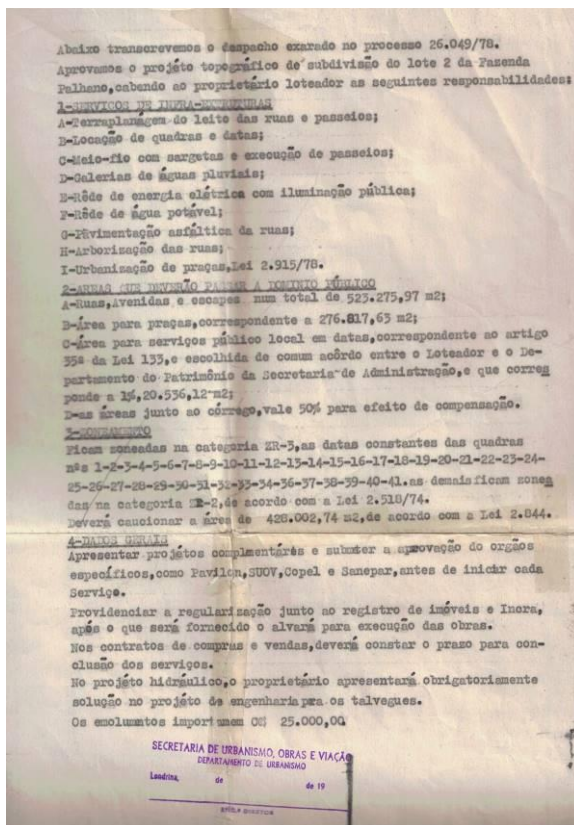 Abaixo transcrevemos o despacho exarado no processo 26.049/78.
Aprovamos o projéto topográfico de subdivisão do lote 2 da Fazenda
Palhano,cabendo ao proprietário loteador as seguintes responsabilidades:
1-SERVIÇOS DE INFRA-ESTRUTURAS
A-Terraplanagem do leito das ruas e passeios;
B-Locação de quadras e datas;
C-Meio-fio com sargetas e execução de passeios;
D-Galerias de águas pluviais;
E-Rêde de energia elétrica com iluminação pública;
F-Rêde de água potável;
G-Pavimentação asfáltica da ruas;
H-Arborização das ruas;
I-Urbanização de praças,Lei 2.915/78.
2-AREAS QUE DEVERÃO PASSAR A DOMINIO PÚBLICO
A-Ruas,Avenidas e escapes num total de 523.275,97 m2;
B-Área para praças,correspondente a 276.817,65 m2;
C-Área para serviços público local em datas,correspondente ao artigo
35º da Lei 133,e escolhida de comum acôrdo entre o Loteador e o De-
partamento do Patrimônio da Secretaria de Administração,e que corres
ponde a 1%,20.536,12 m2;
D-as áreas junto ao córrego,vale 50% para efeito de compensação.
3-ZONEAMENTO
Ficam zoneadas na categoria ZR-3,as datas constantes das quadras
nºs 1-2-3-4-5-6-7-8-9-10-11-12-13-14-15-16-17-18-19-20-21-22-23-24-
25-26-27-28-29-30-31-32-33-34-36-37-38-39-40-41.as demais ficam zonea
das na categoria ZR-2,de acordo com a Lei 2.518/74.
Deverá caucionar a área de 428.002,74 m2,de acordo com a Lei 2.844.
4-DADOS GERAIS
Apresentar projétos complmentáres e submter a aprovação do orgãos
específicos,como Pavilon,SUOV,Copel e Sanepar,antes de iniciar cada
Serviço.
Providenciar a regularisação junto ao registro de imóveis e Incra,
após o que será fornecido o alvará para execução das obras.
Nos contratos de compras e vendas,deverá constar o prazo para con-
clusão dos serviços.
No projéto hidráulico,o proprietário apresentará obrigatoriamente
solução no projéto de engenharia pra os talvegues.
Os emolumntos importam em 25.000,00
SECRETARIA DE URBANISMO, OBRAS E VIAÇÃO
DEPARTAMENTO DE URBANISMO
Londrina, de de 19